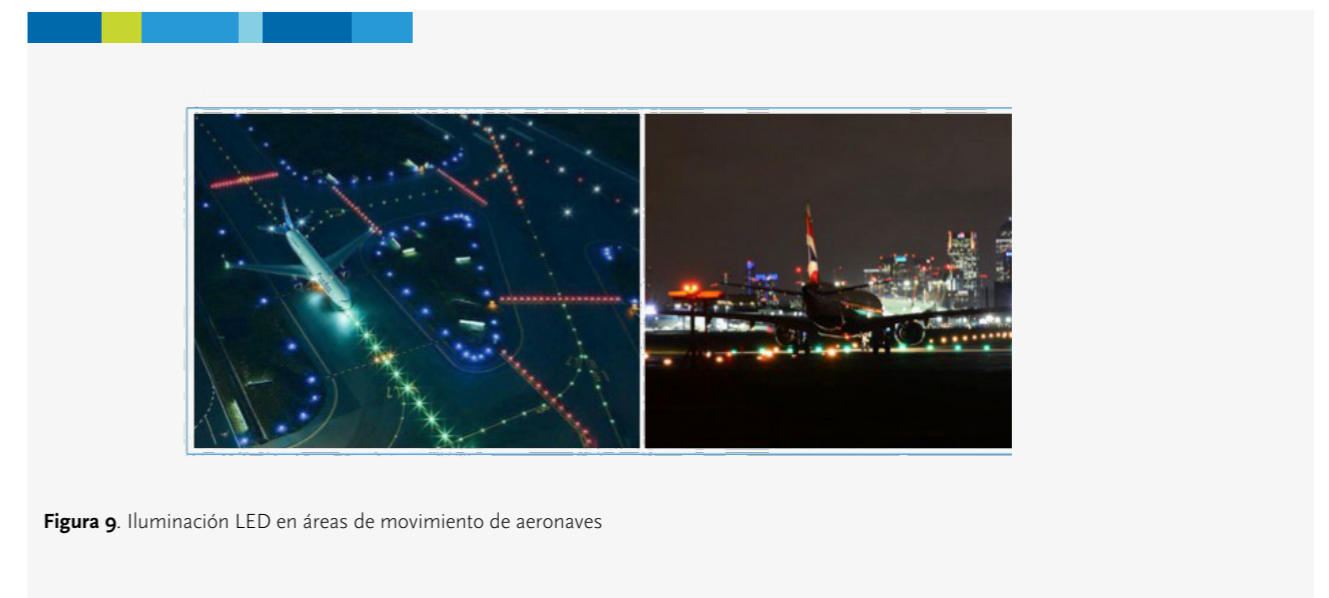 Figura 9. Iluminación LED en áreas de movimiento de aeronaves